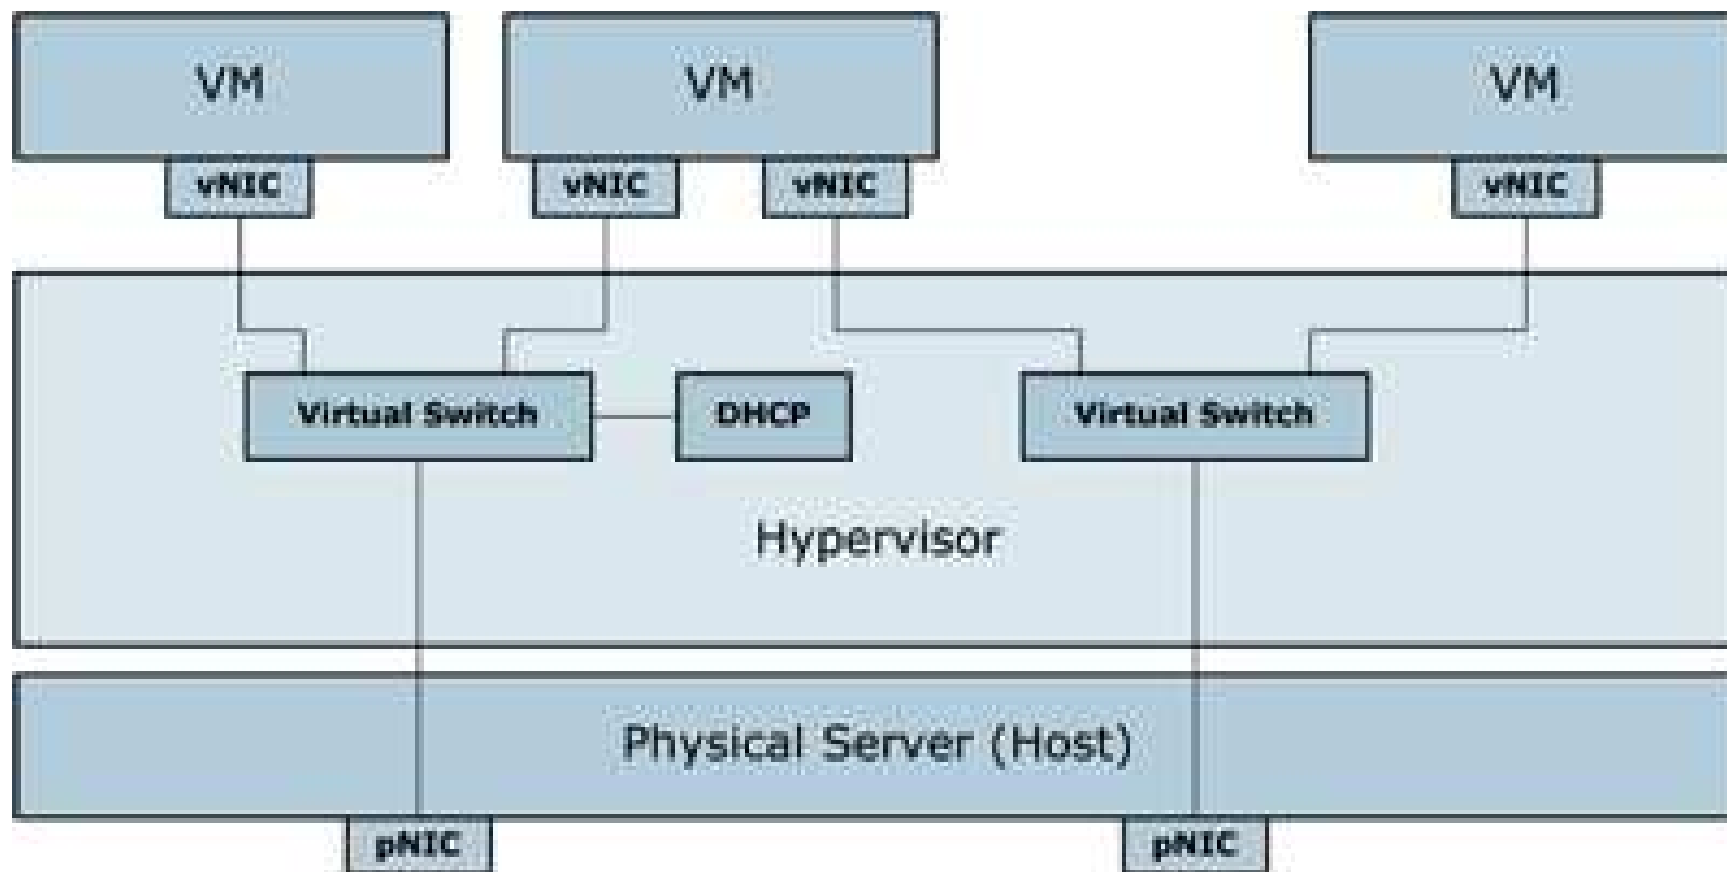 VM
VM
VM
vNIC
vNIC
vNIC
vNIC
Virtual Switch
DHCP
Virtual Switch
Hypervisor
Physical Server (Host)
pNIC
pNIC